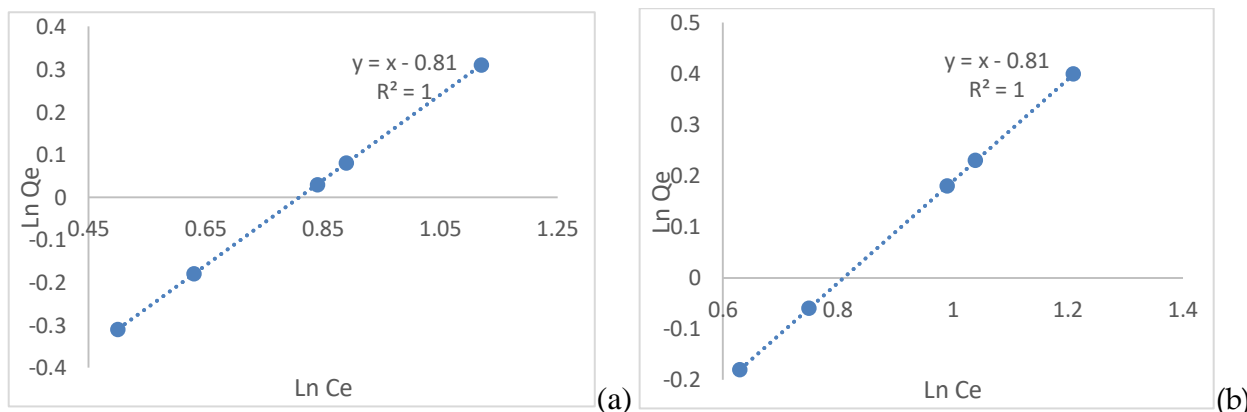 0.4
0.3
0.2
0.1
0
-0.1
-0.2
-0.3
-0.4
0.45 0.65 0.85 1.05 1.25
Ln Qe
Ln Ce
y = x - 0.81
R² = 1
(a)
0.5
0.4
0.3
0.2
0.1
0
-0.1
-0.2
0.6 0.8 1 1.2 1.4
Ln Qe
Ln Ce
y = x - 0.81
R² = 1
(b)